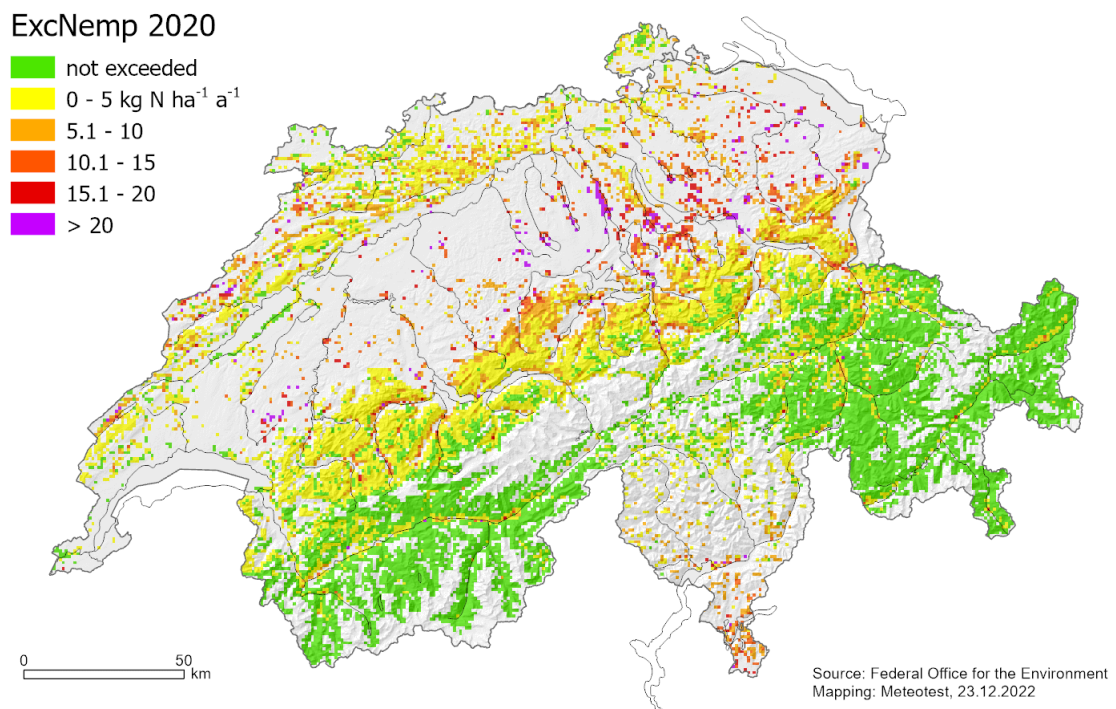 ExcNemp 2020
not exceeded
0 - 5 kg N ha⁻¹ a⁻¹
5.1 - 10
10.1 - 15
15.1 - 20
> 20
0 50
km
Source: Federal Office for the Environment
Mapping: Meteotest, 23.12.2022